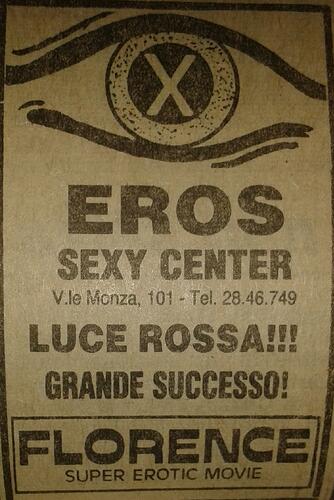 X
EROS
SEXY CENTER
V.le Monza, 101 - Tel. 28.46.749
LUCE ROSSA!!!
GRANDE SUCCESSO!
FLORENCE
SUPER EROTIC MOVIE